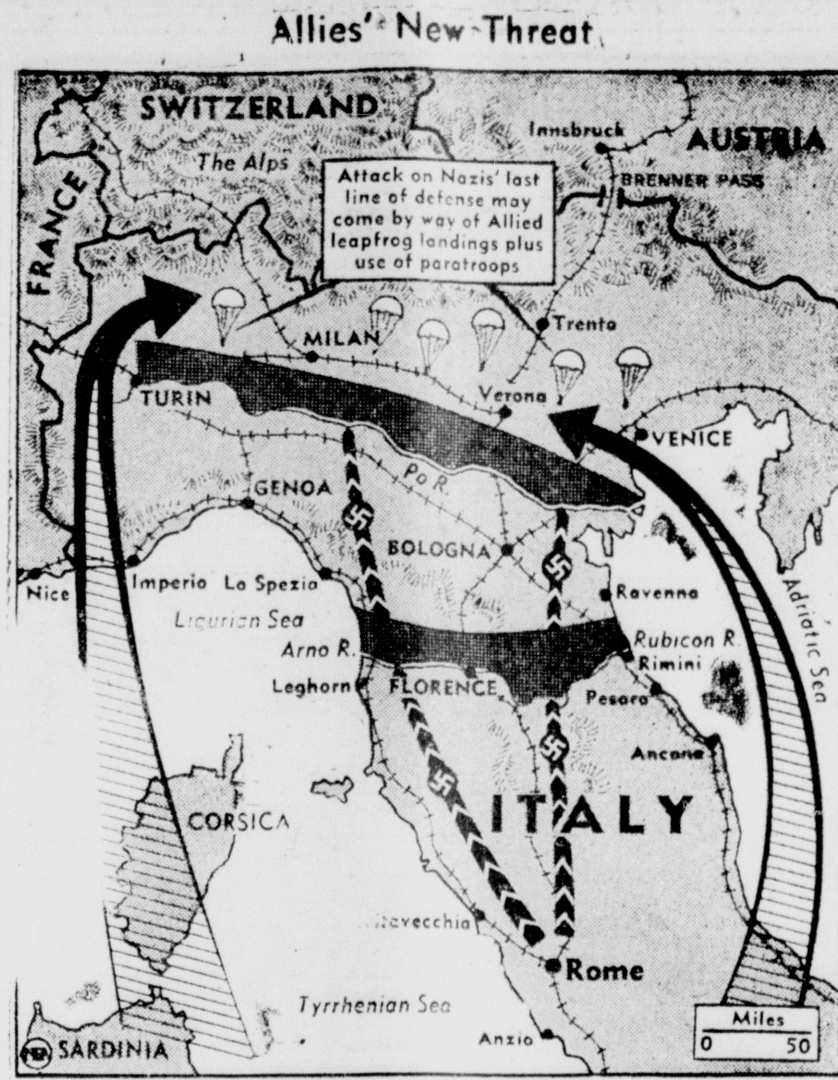 Allies' New Threat
SWITZERLAND
The Alps
Innsbruck
AUSTRIA
BRENNER PASS
FRANCE
Attack on Nazis' last
line of defense may
come by way of Allied
leapfrog landings plus
use of paratroops
Trento
MILAN
TURIN
Verona
VENICE
Po R.
GENOA
BOLOGNA
Nice
Imperia
La Spezia
Ravenna
Adriatic Sea
Ligurian Sea
Arno R.
Rubicon R.
Rimini
Leghorn
FLORENCE
Pesaro
Ancona
ITALY
CORSICA
Rome
Tyrrhenian Sea
Anzio
Miles
0 50
NEA
SARDINIA